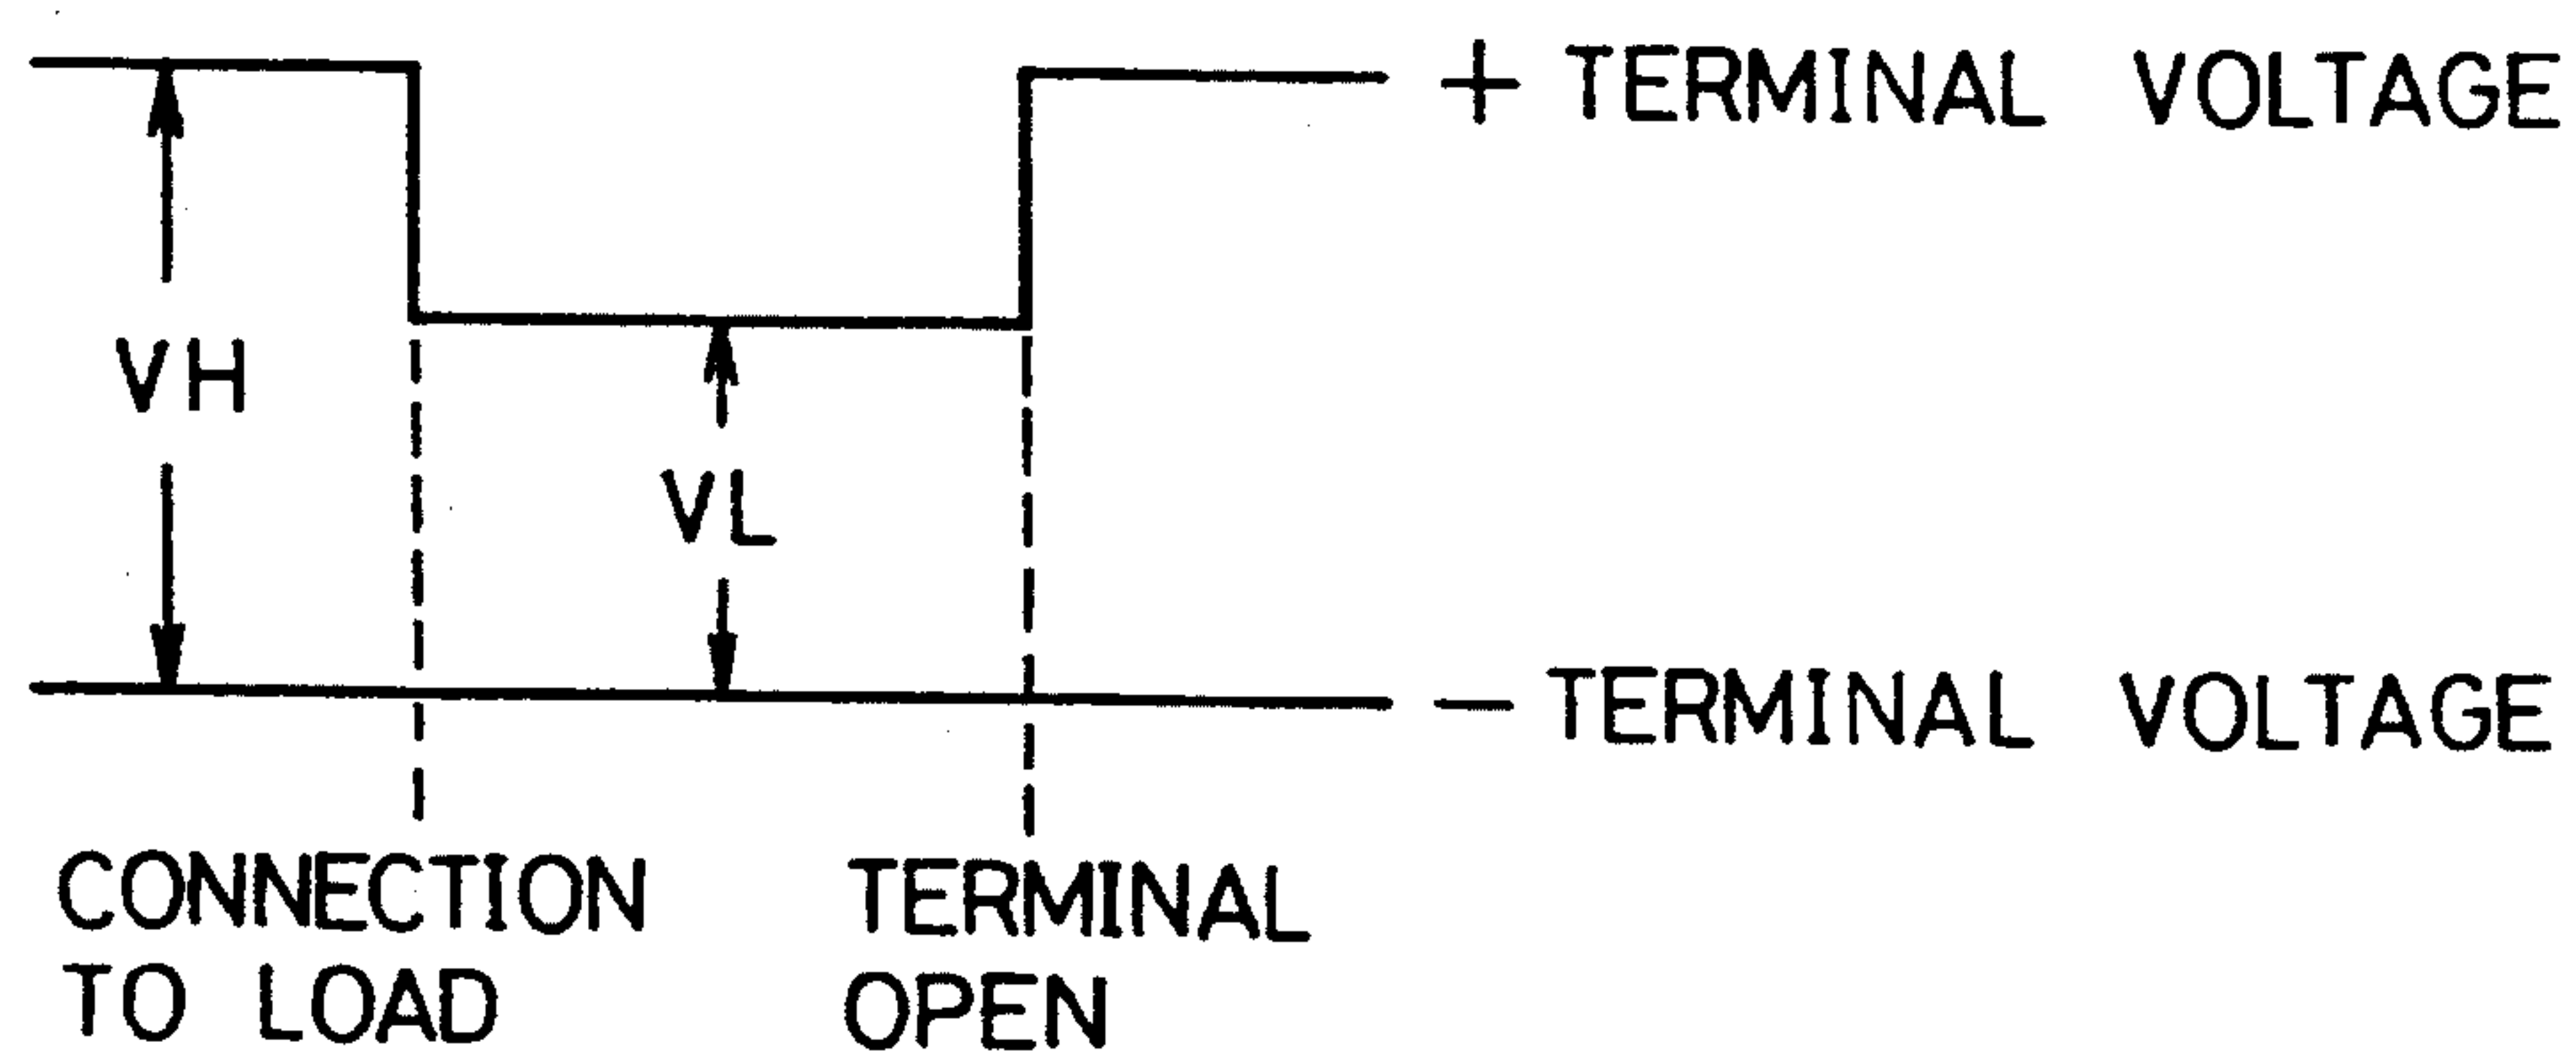 + TERMINAL VOLTAGE
VH
VL
− TERMINAL VOLTAGE
CONNECTION
TO LOAD
TERMINAL
OPEN